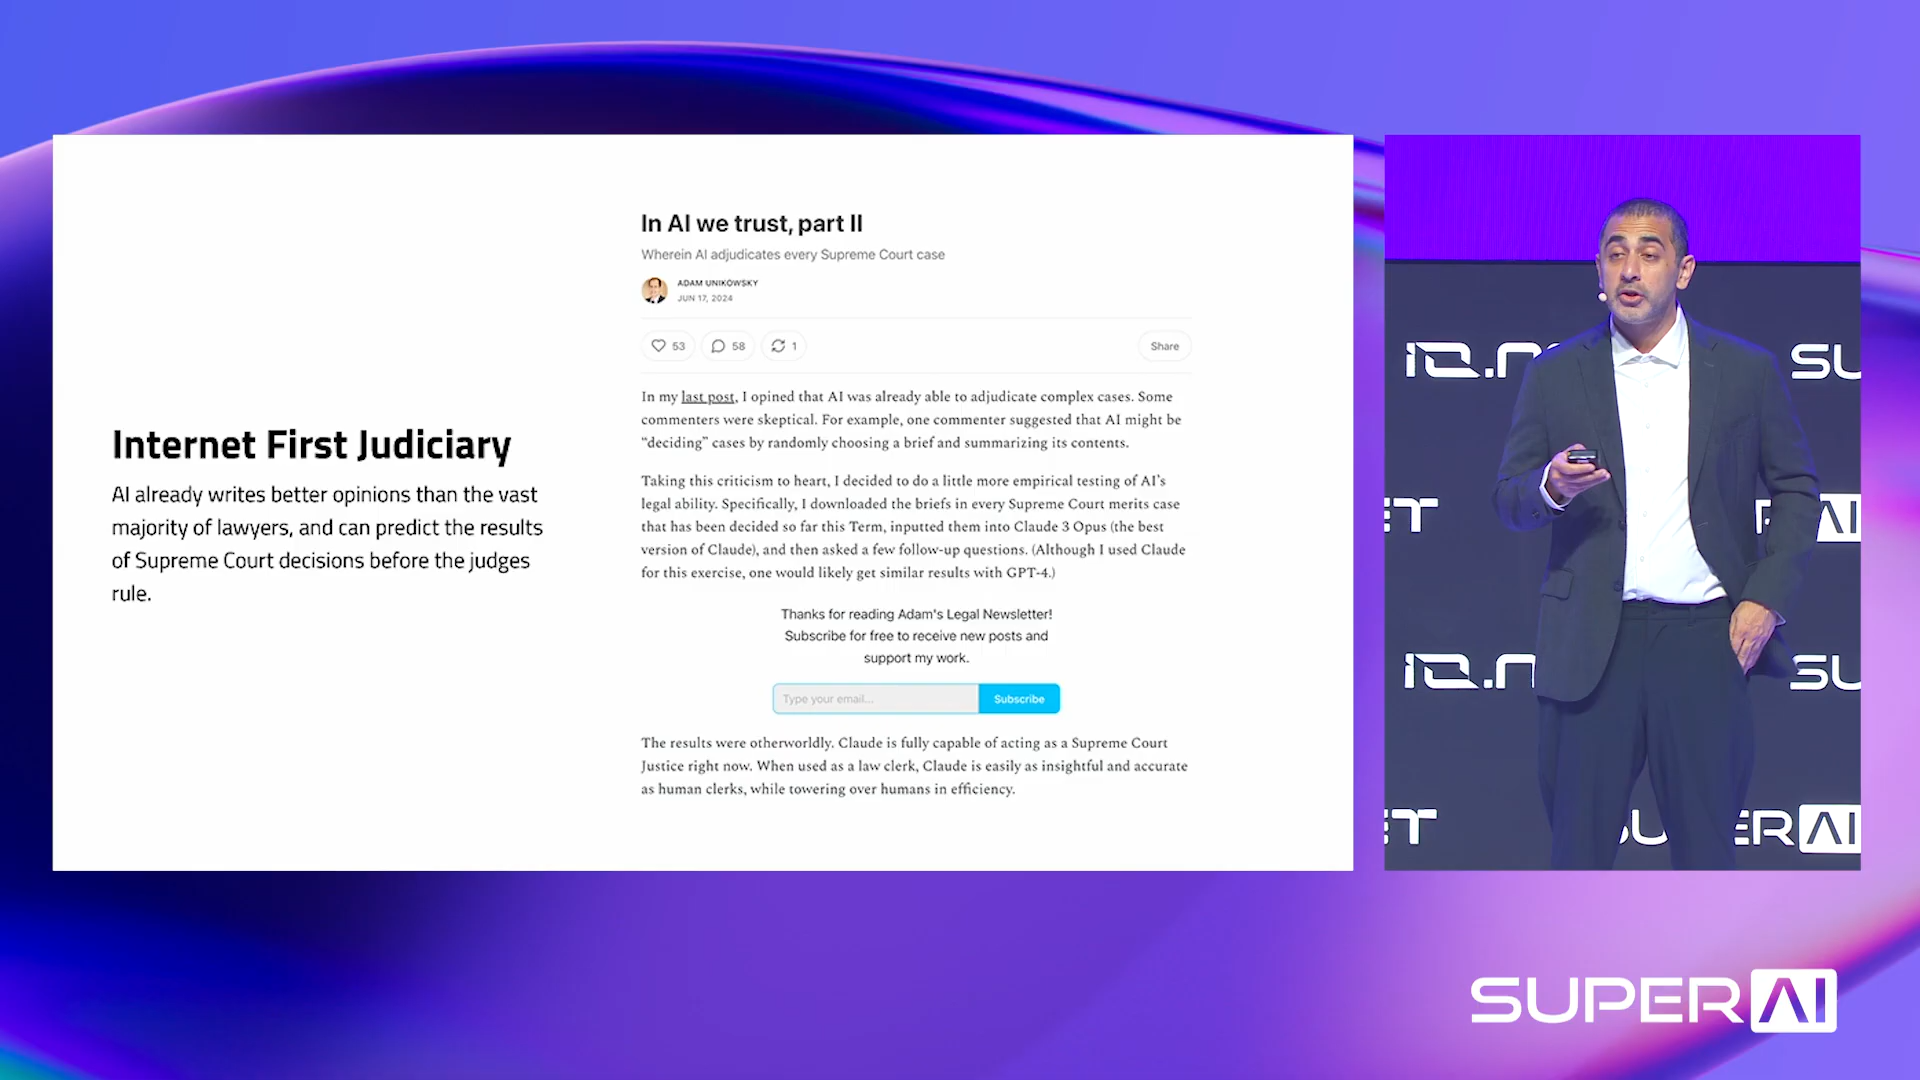 Internet First Judiciary
AI already writes better opinions than the vast
majority of lawyers, and can predict the results
of Supreme Court decisions before the judges
rule.
In AI we trust, part II
Wherein AI adjudicates every Supreme Court case
ADAM UNIKOWSKY
JUN 17, 2024
53
58
1
Share
In my last post, I opined that AI was already able to adjudicate complex cases. Some
commenters were skeptical. For example, one commenter suggested that AI might be
“deciding” cases by randomly choosing a brief and summarizing its contents.
Taking this criticism to heart, I decided to do a little more empirical testing of AI’s
legal ability. Specifically, I downloaded the briefs in every Supreme Court merits case
that has been decided so far this Term, inputted them into Claude 3 Opus (the best
version of Claude), and then asked a few follow-up questions. (Although I used Claude
for this exercise, one would likely get similar results with GPT-4.)
Thanks for reading Adam's Legal Newsletter!
Subscribe for free to receive new posts and
support my work.
Type your email...
Subscribe
The results were otherworldly. Claude is fully capable of acting as a Supreme Court
Justice right now. When used as a law clerk, Claude is easily as insightful and accurate
as human clerks, while towering over humans in efficiency.
IO.N
SU
ET
R AI
IO.N
SU
ET
SU
ER AI
SUPER AI